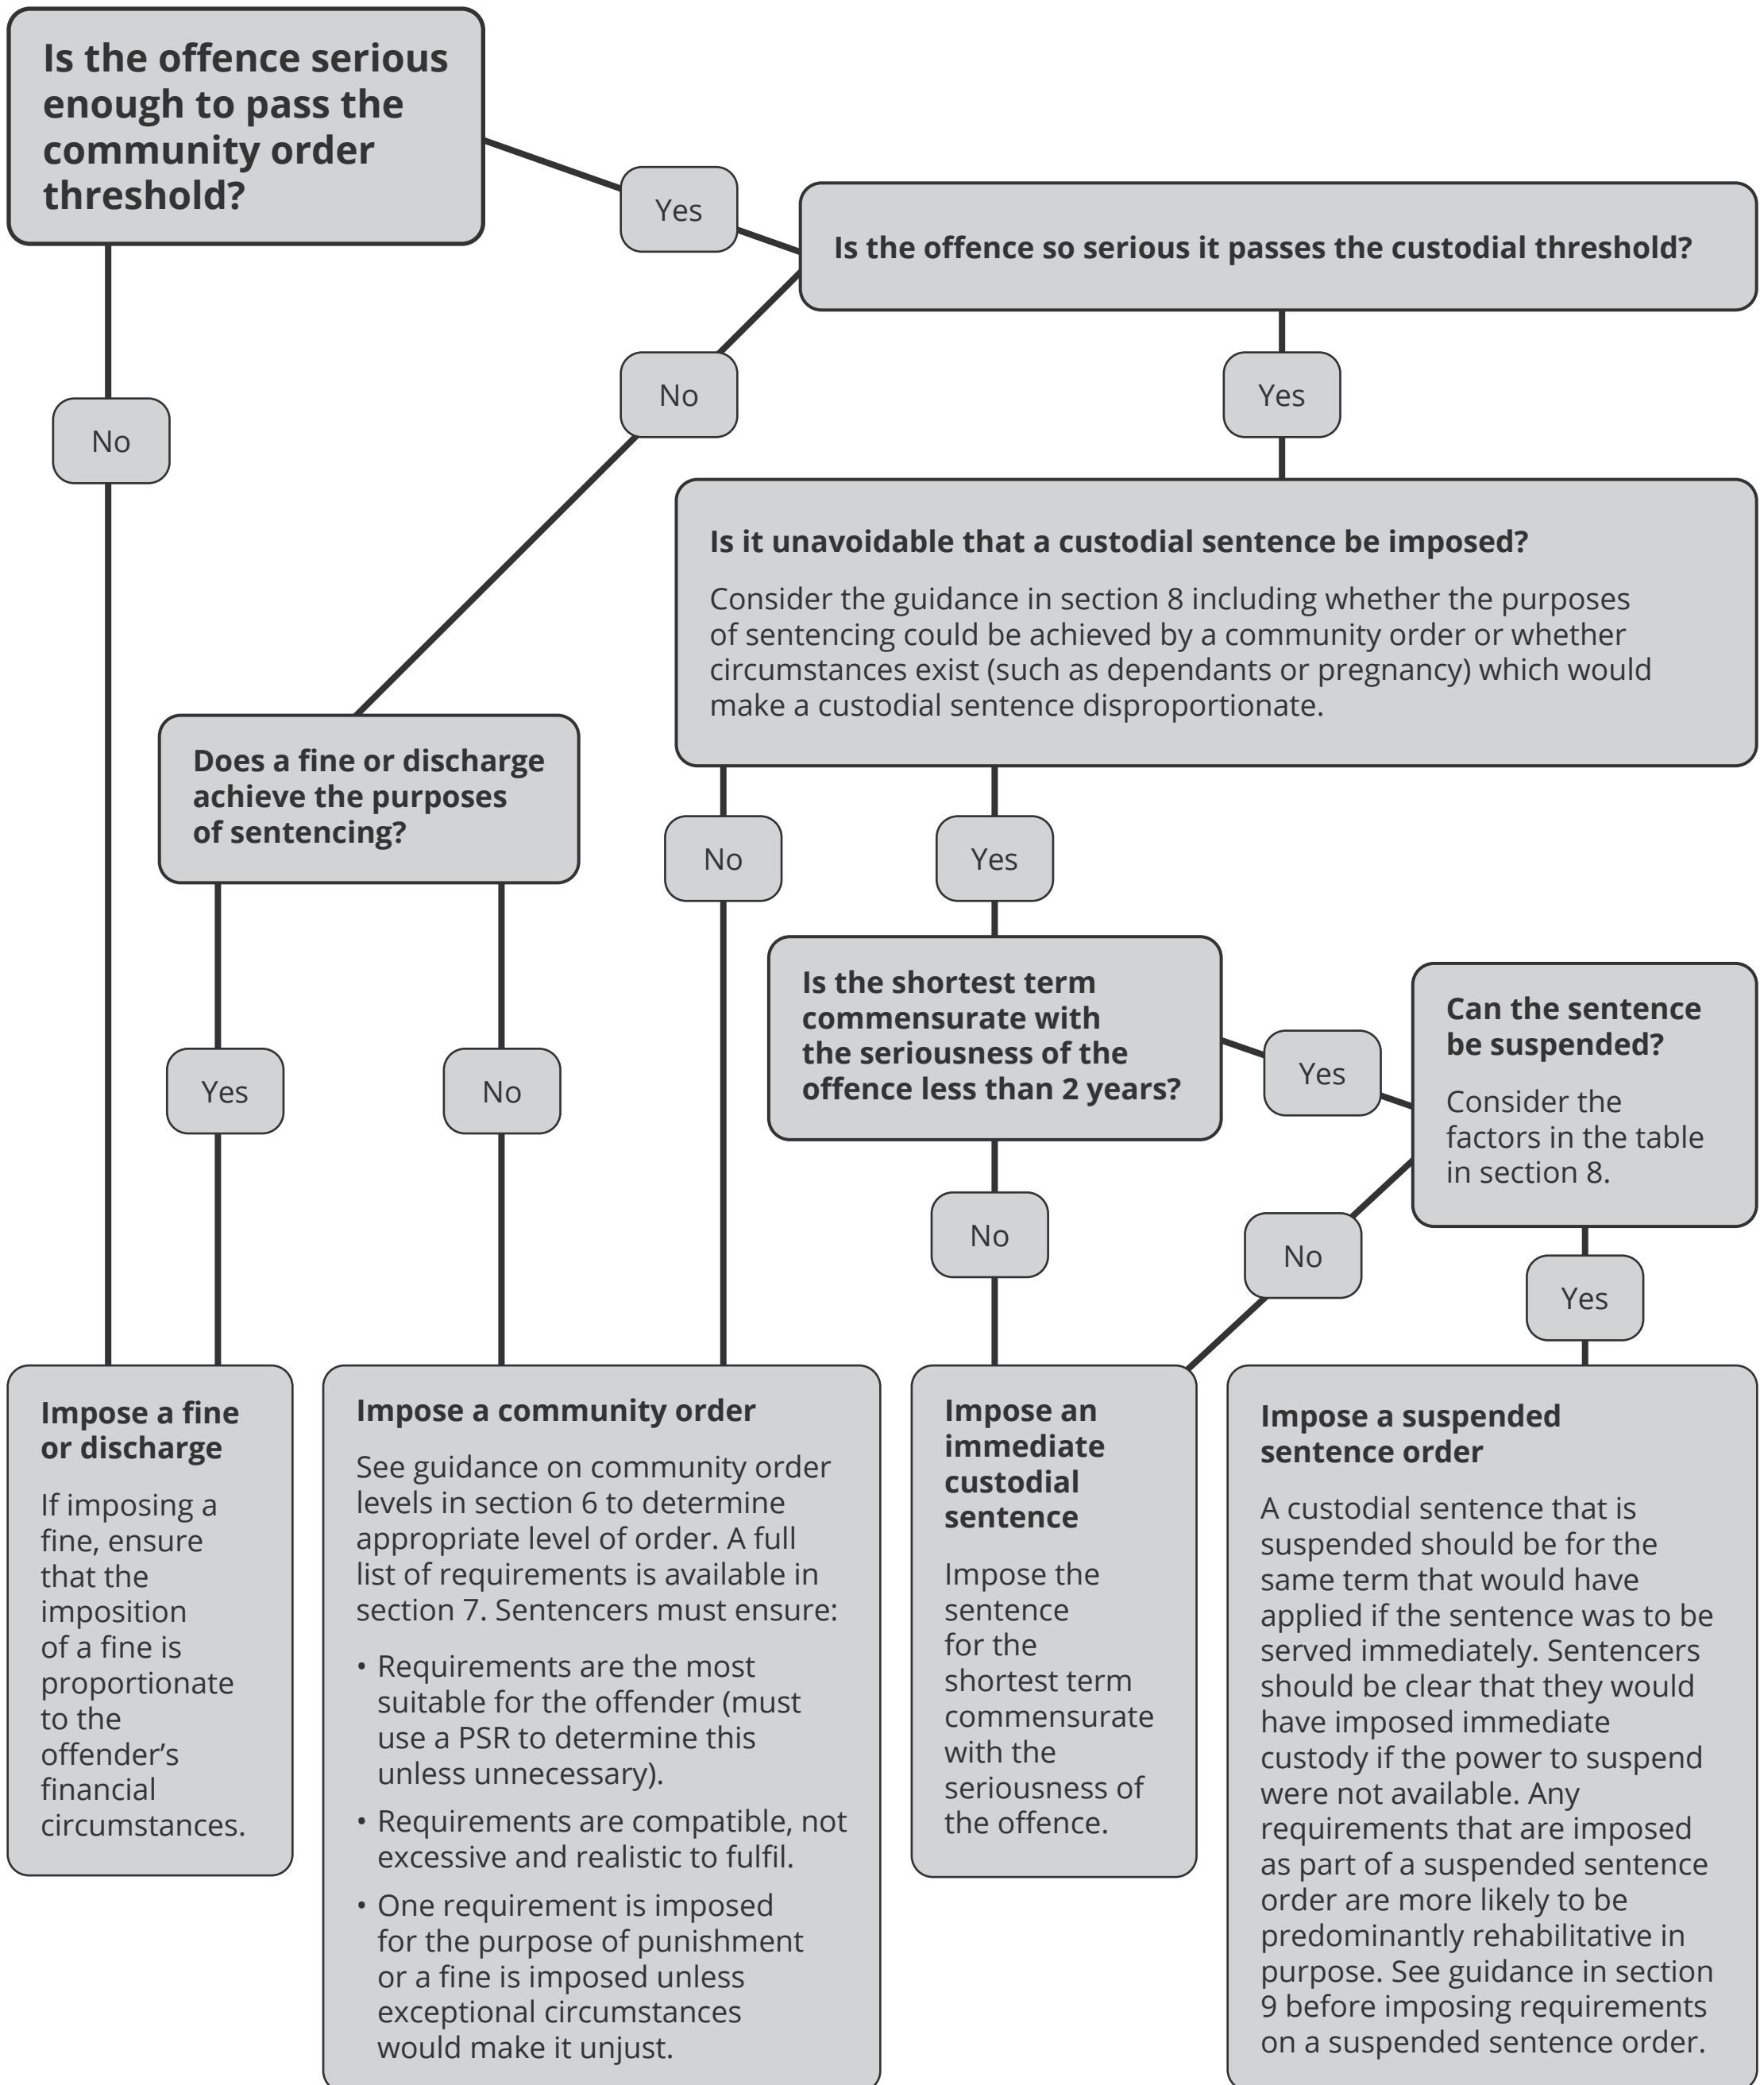 Is the offence serious
enough to pass the
community order
threshold?
Yes
Is the offence so serious it passes the custodial threshold?
No
Yes
No
Is it unavoidable that a custodial sentence be imposed?
Consider the guidance in section 8 including whether the purposes
of sentencing could be achieved by a community order or whether
circumstances exist (such as dependants or pregnancy) which would
make a custodial sentence disproportionate.
Does a fine or discharge
achieve the purposes
of sentencing?
No
Yes
Is the shortest term
commensurate with
the seriousness of the
offence less than 2 years?
Can the sentence
be suspended?
Consider the
factors in the table
in section 8.
Yes
No
Yes
No
No
Yes
Impose a fine
or discharge
If imposing a
fine, ensure
that the
imposition
of a fine is
proportionate
to the
offender’s
financial
circumstances.
Impose a community order
See guidance on community order
levels in section 6 to determine
appropriate level of order. A full
list of requirements is available in
section 7. Sentencers must ensure:
• Requirements are the most
suitable for the offender (must
use a PSR to determine this
unless unnecessary).
• Requirements are compatible, not
excessive and realistic to fulfil.
• One requirement is imposed
for the purpose of punishment
or a fine is imposed unless
exceptional circumstances
would make it unjust.
Impose an
immediate
custodial
sentence
Impose the
sentence
for the
shortest term
commensurate
with the
seriousness of
the offence.
Impose a suspended
sentence order
A custodial sentence that is
suspended should be for the
same term that would have
applied if the sentence was to be
served immediately. Sentencers
should be clear that they would
have imposed immediate
custody if the power to suspend
were not available. Any
requirements that are imposed
as part of a suspended sentence
order are more likely to be
predominantly rehabilitative in
purpose. See guidance in section
9 before imposing requirements
on a suspended sentence order.